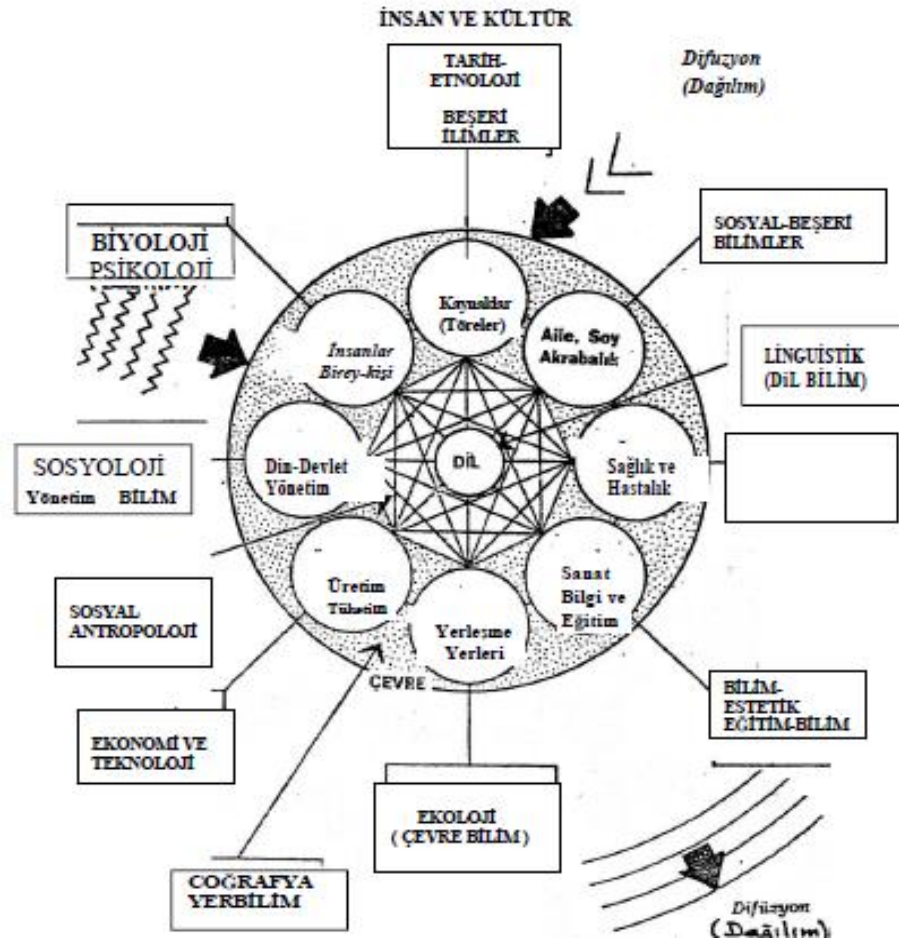 İNSAN VE KÜLTÜR
TARİH-
ETNOLOJİ
BEŞERİ
İLİMLER
Difuzyon
(Dağılım)
BİYOLOJİ
PSİKOLOJİ
SOSYAL-BEŞERİ
BİLİMLER
Kaynaklar
(Töreler)
Aile, Soy
Akrabalık
İnsanlar
Birey-kişi
LİNGUİSTİK
(DİL BİLİM)
SOSYOLOJİ
Yönetim BİLİM
Din-Devlet
Yönetim
DİL
Sağlık ve
Hastalık
Üretim
Tüketim
Sanat
Bilgi ve
Eğitim
SOSYAL
ANTROPOLOJİ
Yerleşme
Yerleri
ÇEVRE
BİLİM-
ESTETİK
EĞİTİM-BİLİM
EKONOMİ VE
TEKNOLOJİ
EKOLOJİ
( ÇEVRE BİLİM )
COĞRAFYA
YERBİLİM
Difüzyon
(Dağılım)